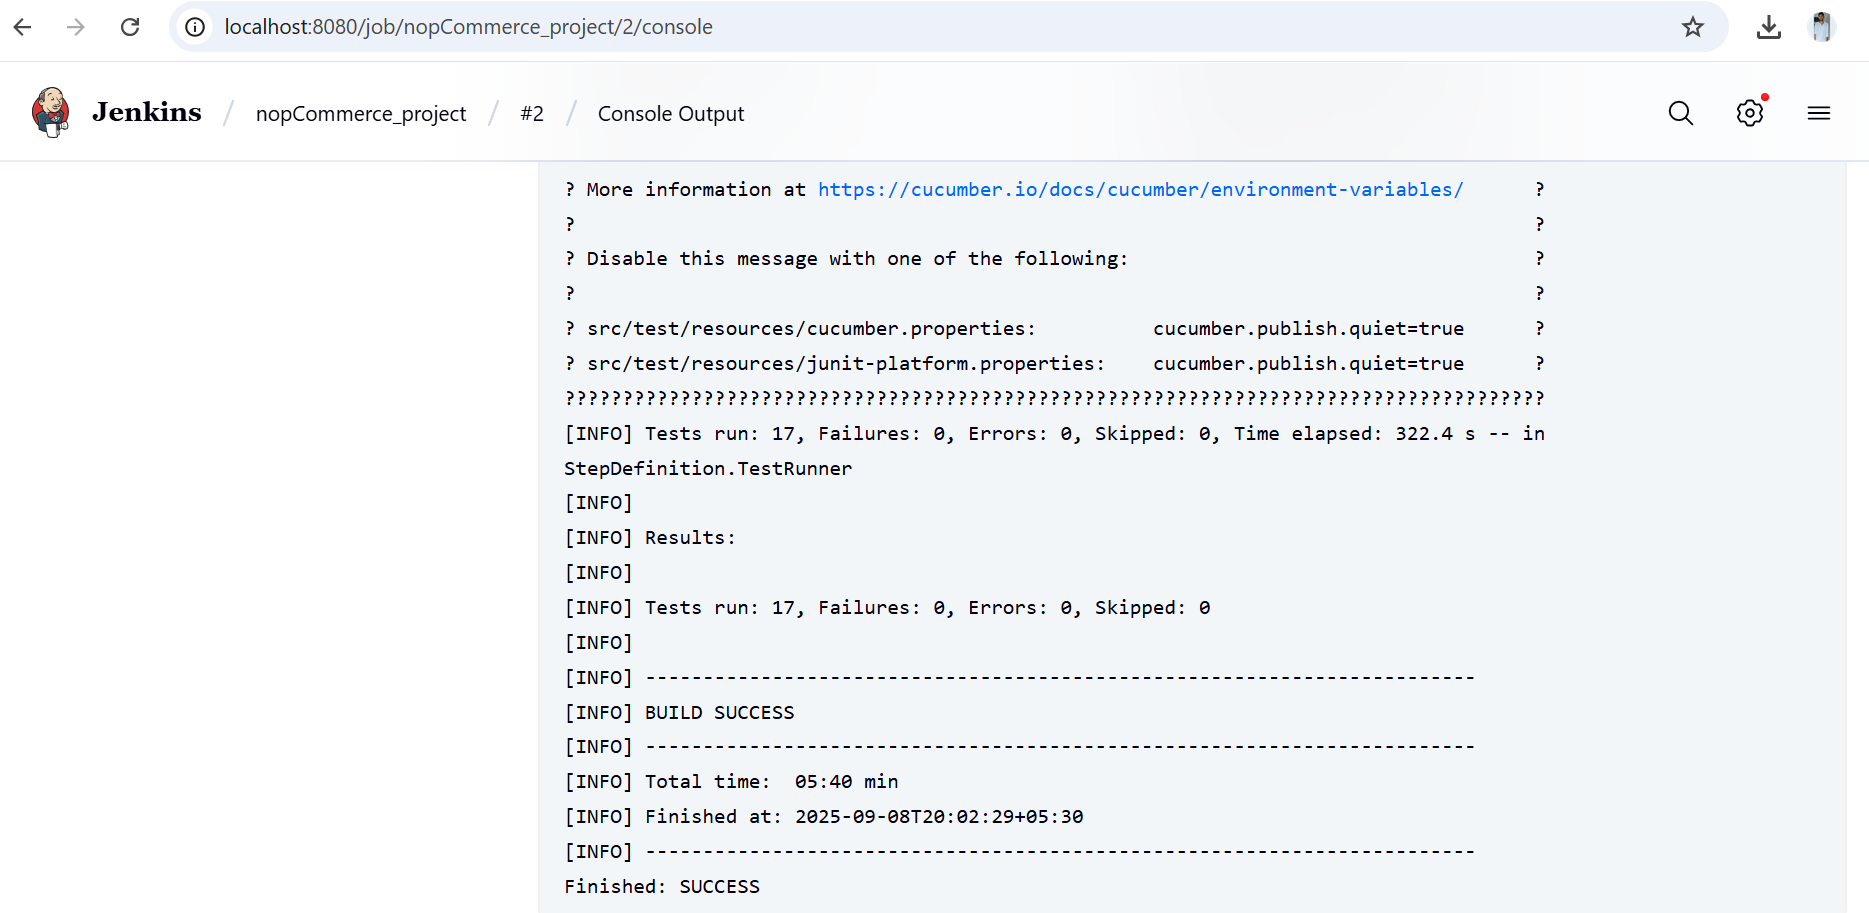 localhost:8080/job/nopCommerce_project/2/console
Jenkins / nopCommerce_project / #2 / Console Output
? More information at https://cucumber.io/docs/cucumber/environment-variables/ ?
? ?
? Disable this message with one of the following: ?
? ?
? src/test/resources/cucumber.properties: cucumber.publish.quiet=true ?
? src/test/resources/junit-platform.properties: cucumber.publish.quiet=true ?
?????????????????????????????????????????????????????????????????????????????????????
[INFO] Tests run: 17, Failures: 0, Errors: 0, Skipped: 0, Time elapsed: 322.4 s -- in
StepDefinition.TestRunner
[INFO]
[INFO] Results:
[INFO]
[INFO] Tests run: 17, Failures: 0, Errors: 0, Skipped: 0
[INFO]
[INFO] ------------------------------------------------------------------------
[INFO] BUILD SUCCESS
[INFO] ------------------------------------------------------------------------
[INFO] Total time:  05:40 min
[INFO] Finished at: 2025-09-08T20:02:29+05:30
[INFO] ------------------------------------------------------------------------
Finished: SUCCESS